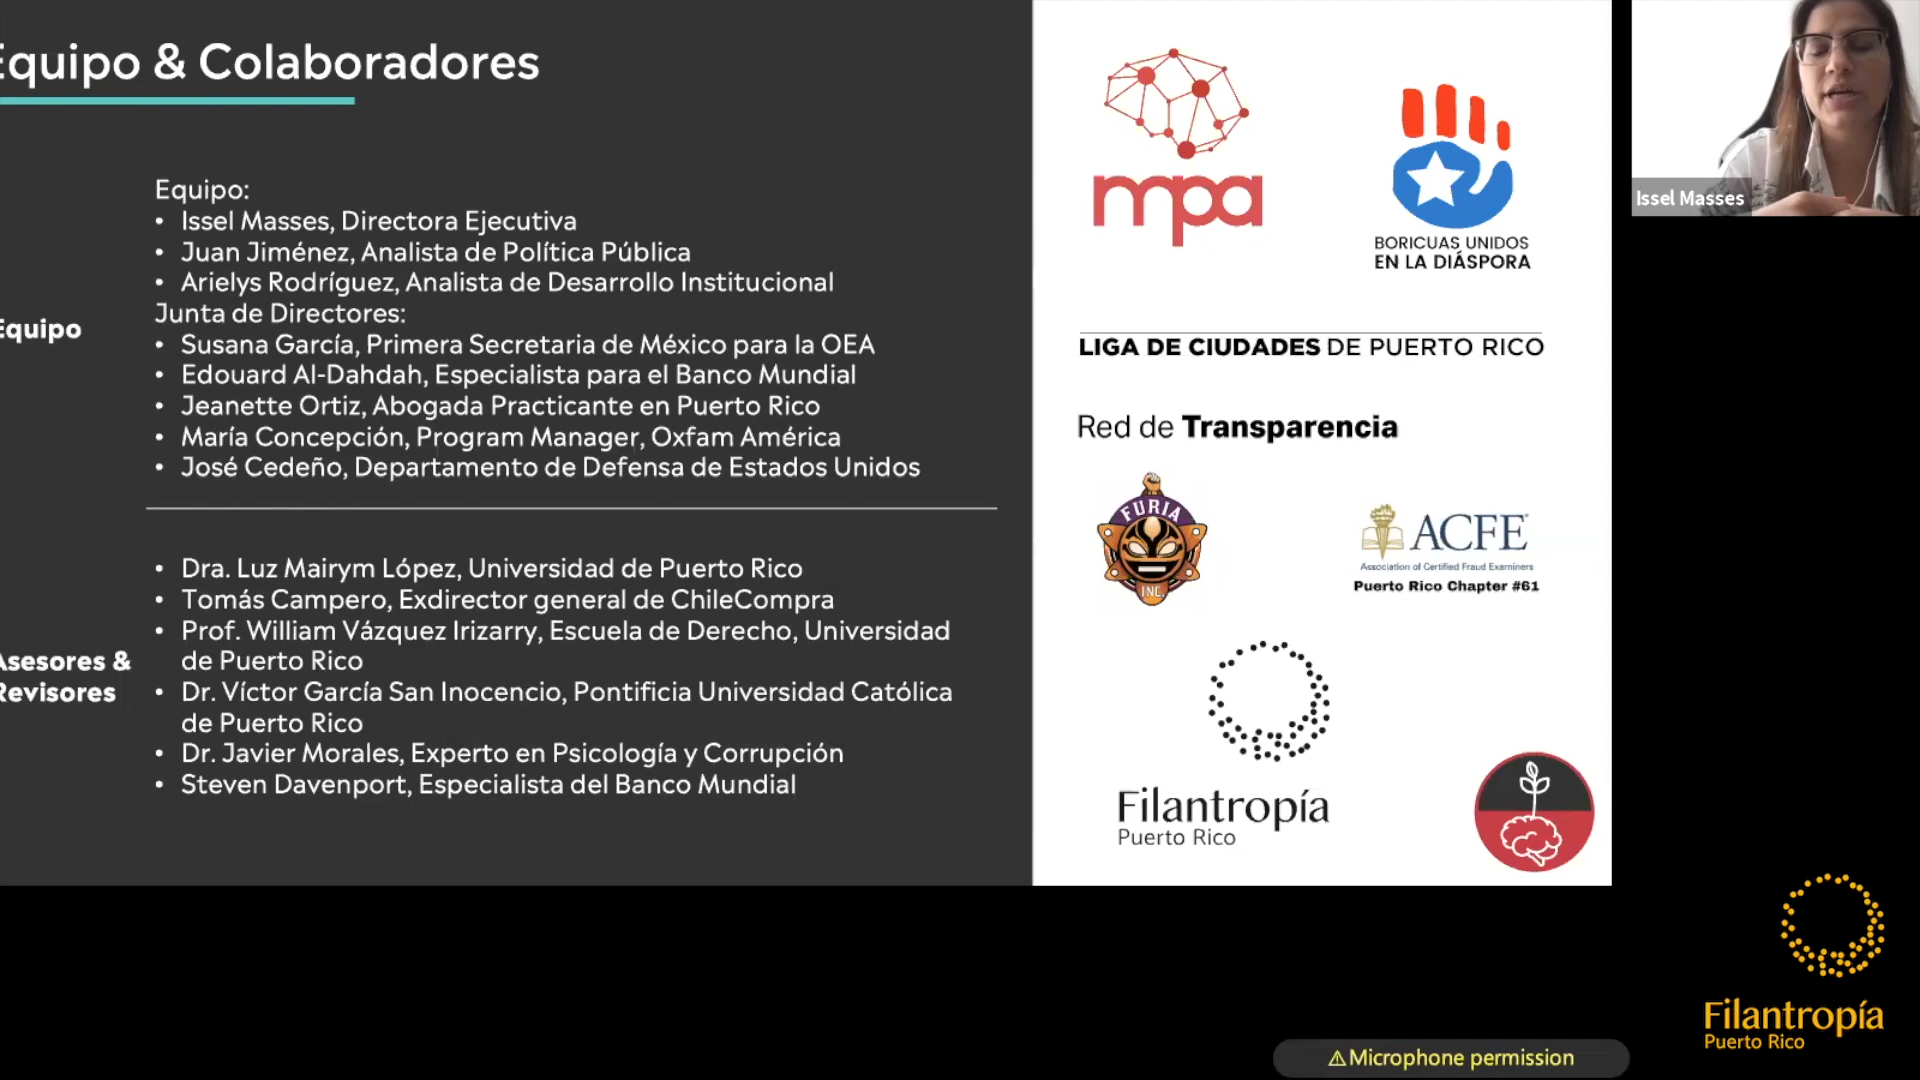 Equipo & Colaboradores
Equipo
Equipo:
• Issel Masses, Directora Ejecutiva
• Juan Jiménez, Analista de Política Pública
• Arielys Rodríguez, Analista de Desarrollo Institucional
Junta de Directores:
• Susana García, Primera Secretaria de México para la OEA
• Edouard Al-Dahdah, Especialista para el Banco Mundial
• Jeanette Ortiz, Abogada Practicante en Puerto Rico
• María Concepción, Program Manager, Oxfam América
• José Cedeño, Departamento de Defensa de Estados Unidos
Asesores &
Revisores
• Dra. Luz Mairym López, Universidad de Puerto Rico
• Tomás Campero, Exdirector general de ChileCompra
• Prof. William Vázquez Irizarry, Escuela de Derecho, Universidad
de Puerto Rico
• Dr. Víctor García San Inocencio, Pontificia Universidad Católica
de Puerto Rico
• Dr. Javier Morales, Experto en Psicología y Corrupción
• Steven Davenport, Especialista del Banco Mundial
mpa
BORICUAS UNIDOS
EN LA DIÁSPORA
LIGA DE CIUDADES DE PUERTO RICO
Red de Transparencia
FURIA
INC.
ACFE
Association of Certified Fraud Examiners
Puerto Rico Chapter #61
Filantropía
Puerto Rico
Issel Masses
Filantropía
Puerto Rico
⚠Microphone permission